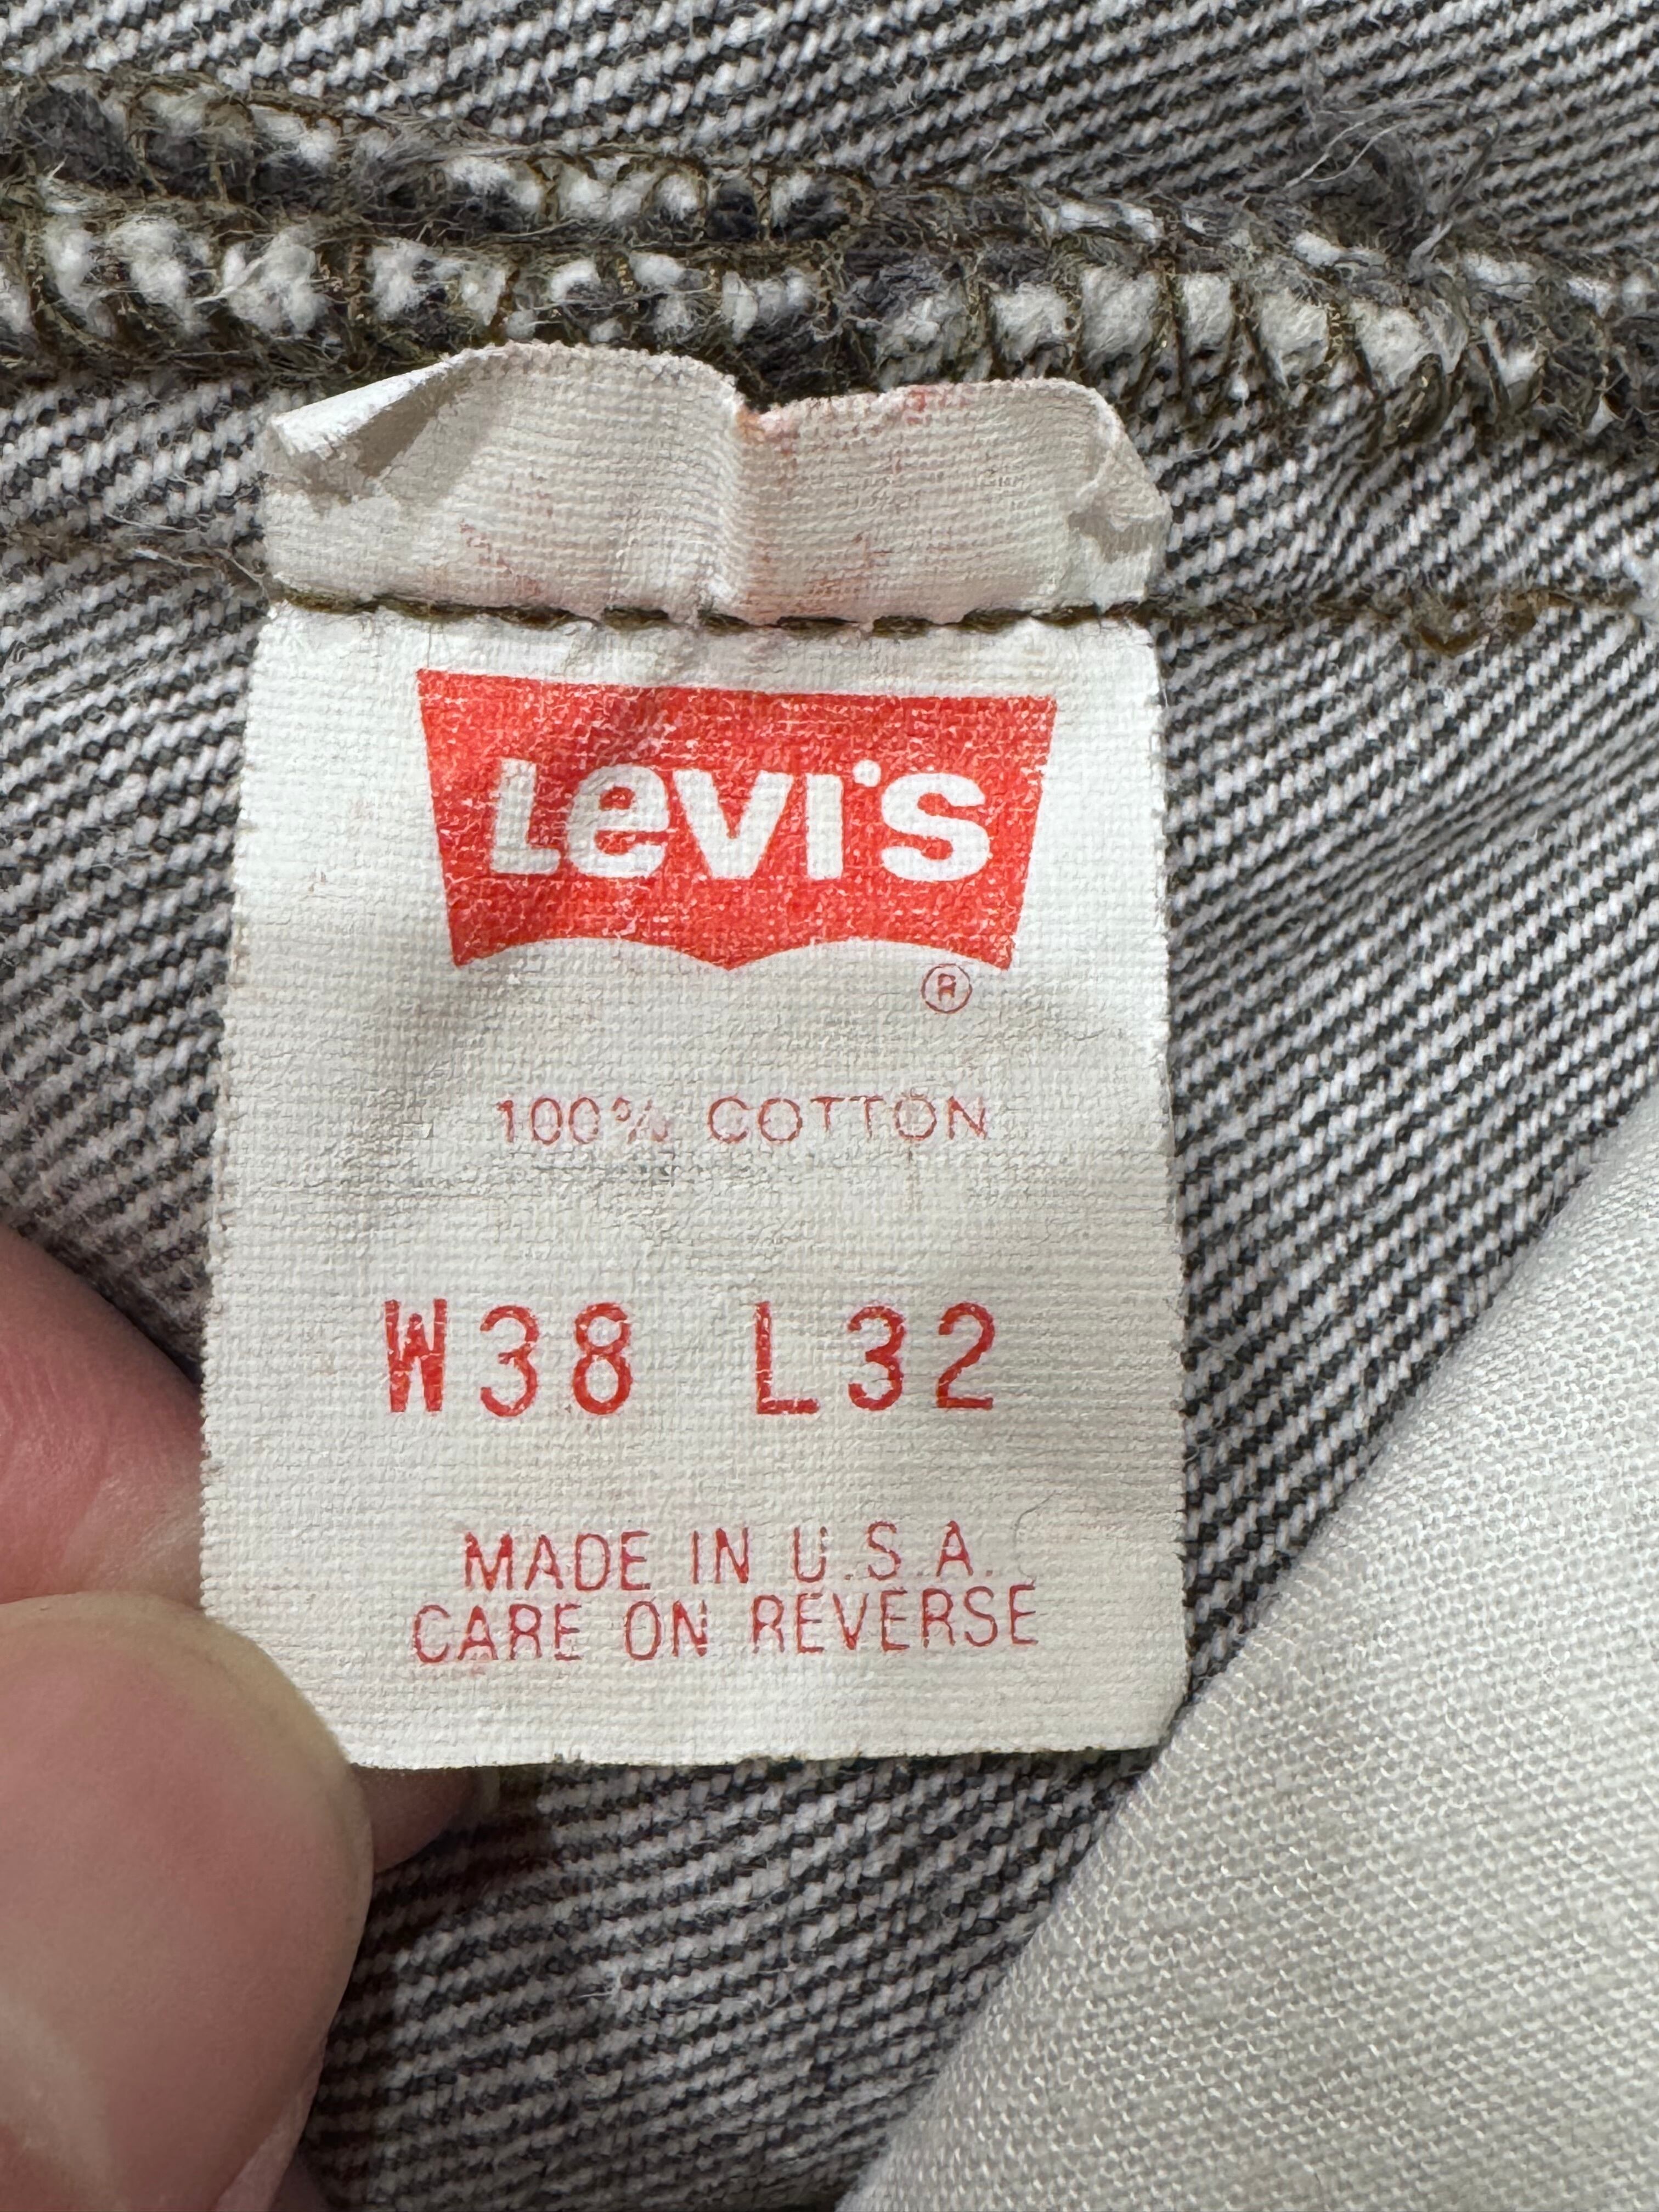 Levi's
®
100% COTTON
W38 L32
MADE IN U.S.A.
CARE ON REVERSE